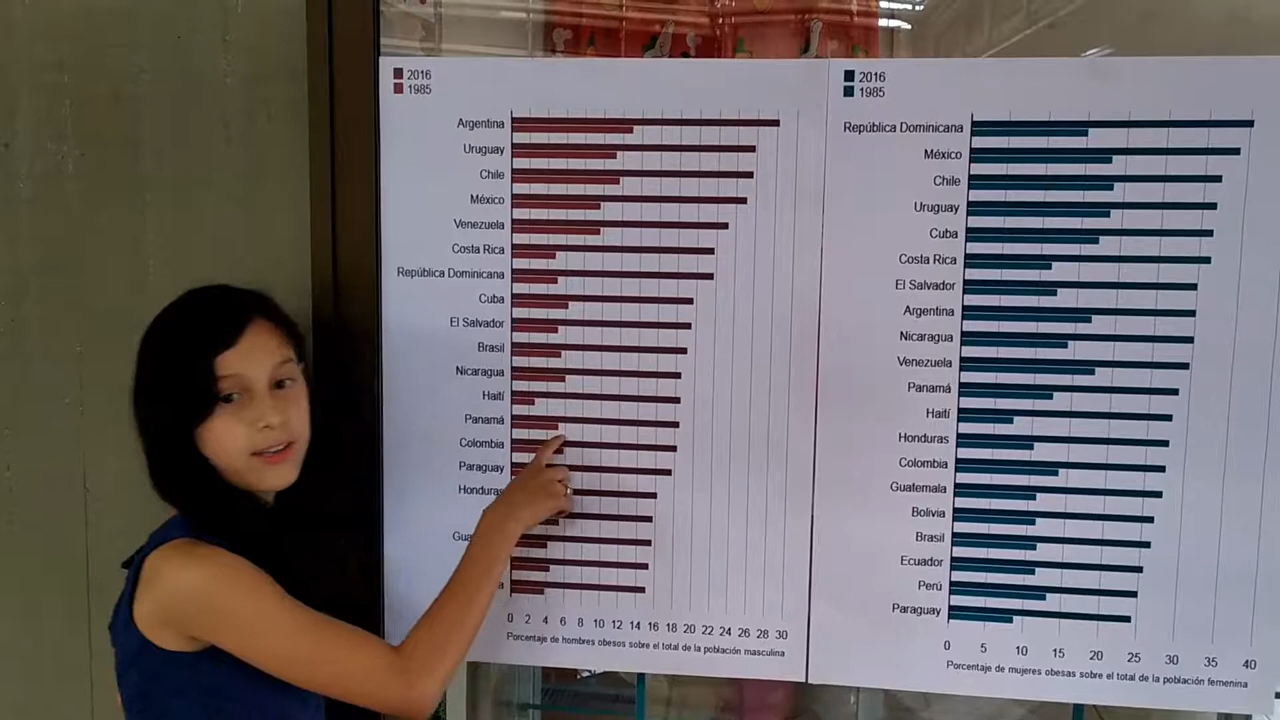 2016
1985
Argentina
Uruguay
Chile
México
Venezuela
Costa Rica
República Dominicana
Cuba
El Salvador
Brasil
Nicaragua
Haití
Panamá
Colombia
Paraguay
Honduras
0 2 4 6 8 10 12 14 16 18 20 22 24 26 28 30
Porcentaje de hombres obesos sobre el total de la población masculina
2016
1985
República Dominicana
México
Chile
Uruguay
Cuba
Costa Rica
El Salvador
Argentina
Nicaragua
Venezuela
Panamá
Haití
Honduras
Colombia
Guatemala
Bolivia
Brasil
Ecuador
Perú
Paraguay
0 5 10 15 20 25 30 35 40
Porcentaje de mujeres obesas sobre el total de la población femenina